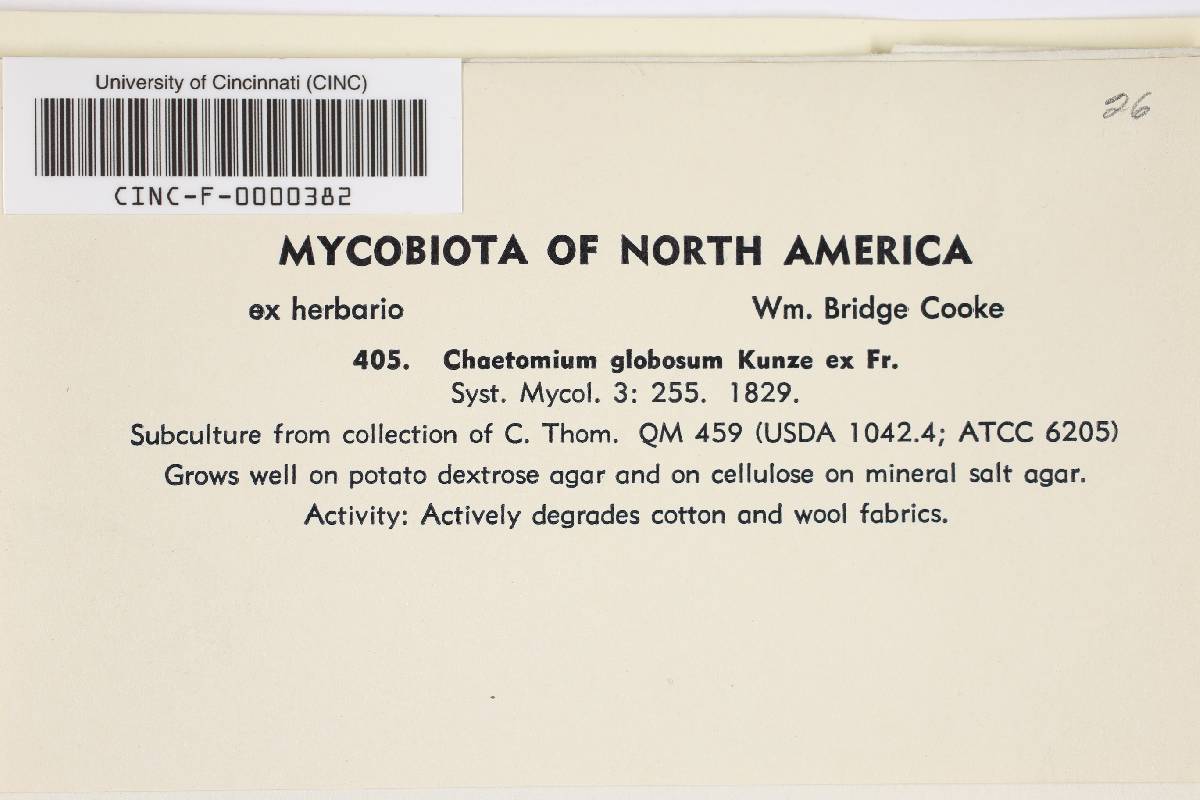 University of Cincinnati (CINC)
CINC-F-0000382
26
MYCOBIOTA OF NORTH AMERICA
ex herbario Wm. Bridge Cooke
405. Chaetomium globosum Kunze ex Fr.
Syst. Mycol. 3: 255. 1829.
Subculture from collection of C. Thom. QM 459 (USDA 1042.4; ATCC 6205)
Grows well on potato dextrose agar and on cellulose on mineral salt agar.
Activity: Actively degrades cotton and wool fabrics.